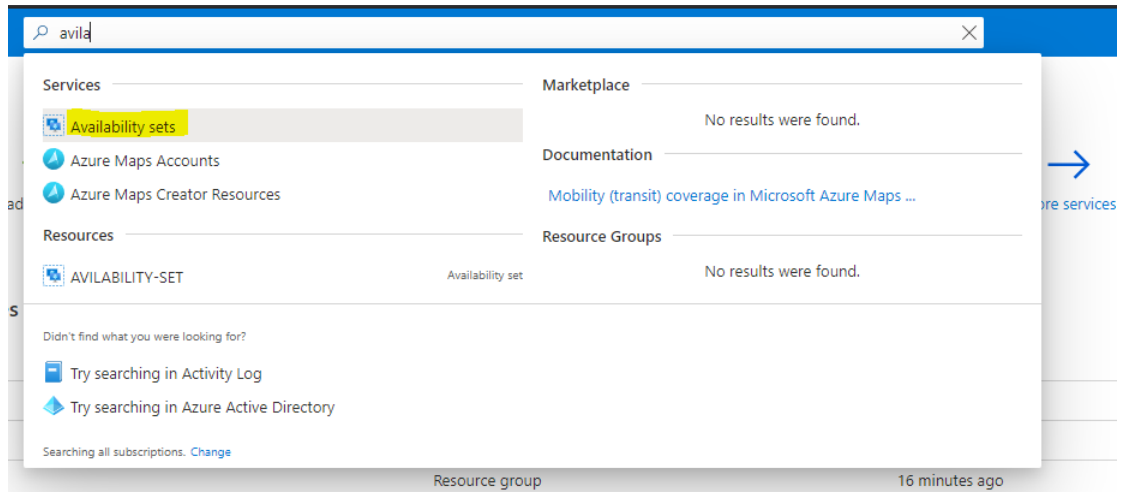 avila
Services
Availability sets
Azure Maps Accounts
Azure Maps Creator Resources
Resources
AVILABILITY-SET Availability set
Marketplace
No results were found.
Documentation
Mobility (transit) coverage in Microsoft Azure Maps ...
Resource Groups
No results were found.
Didn't find what you were looking for?
Try searching in Activity Log
Try searching in Azure Active Directory
Searching all subscriptions. Change
ad
ore services
s
Resource group 16 minutes ago